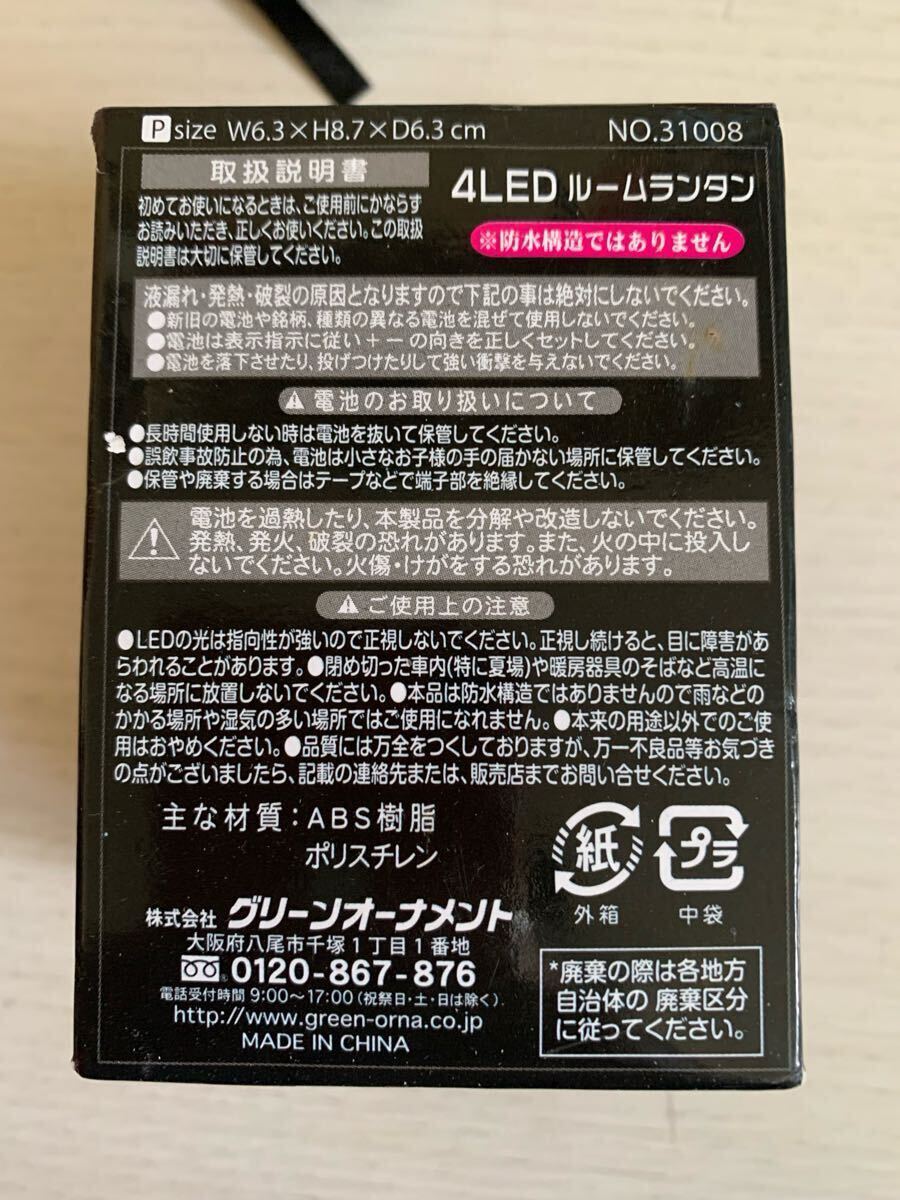 P size W6.3×H8.7×D6.3 cm NO.31008
取扱説明書
初めてお使いになるときは、ご使用前にかならず
お読みいただき、正しくお使いください。この取扱
説明書は大切に保管してください。
4LED ルームランタン
※防水構造ではありません
液漏れ・発熱・破裂の原因となりますので下記の事は絶対にしないでください。
●新旧の電池や銘柄、種類の異なる電池を混ぜて使用しないでください。
●電池は表示指示に従い+−の向きを正しくセットしてください。
●電池を落下させたり、投げつけたりして強い衝撃を与えないでください。
⚠電池のお取り扱いについて
●長時間使用しない時は電池を抜いて保管してください。
●誤飲事故防止の為、電池は小さなお子様の手の届かない場所に保管してください。
●保管や廃棄する場合はテープなどで端子部を絶縁してください。
電池を過熱したり、本製品を分解や改造しないでください。
発熱、発火、破裂の恐れがあります。また、火の中に投入し
ないでください。火傷・けがをする恐れがあります。
⚠ご使用上の注意
●LEDの光は指向性が強いので正視しないでください。正視し続けると、目に障害があ
らわれることがあります。●閉め切った車内(特に夏場)や暖房器具のそばなど高温に
なる場所に放置しないでください。●本品は防水構造ではありませんので雨などの
かかる場所や湿気の多い場所ではご使用になれません。●本来の用途以外でのご使
用はおやめください。●品質には万全をつくしておりますが、万一不良品等お気づき
の点がございましたら、記載の連絡先または、販売店までお問い合せください。
主な材質：ABS樹脂
ポリスチレン
紙
外箱
プラ
中袋
株式会社 グリーンオーナメント
大阪府八尾市千塚1丁目1番地
0120-867-876
電話受付時間 9:00〜17:00 (祝祭日・土・日は除く)
http://www.green-orna.co.jp
MADE IN CHINA
*廃棄の際は各地方
自治体の 廃棄区分
に従ってください。